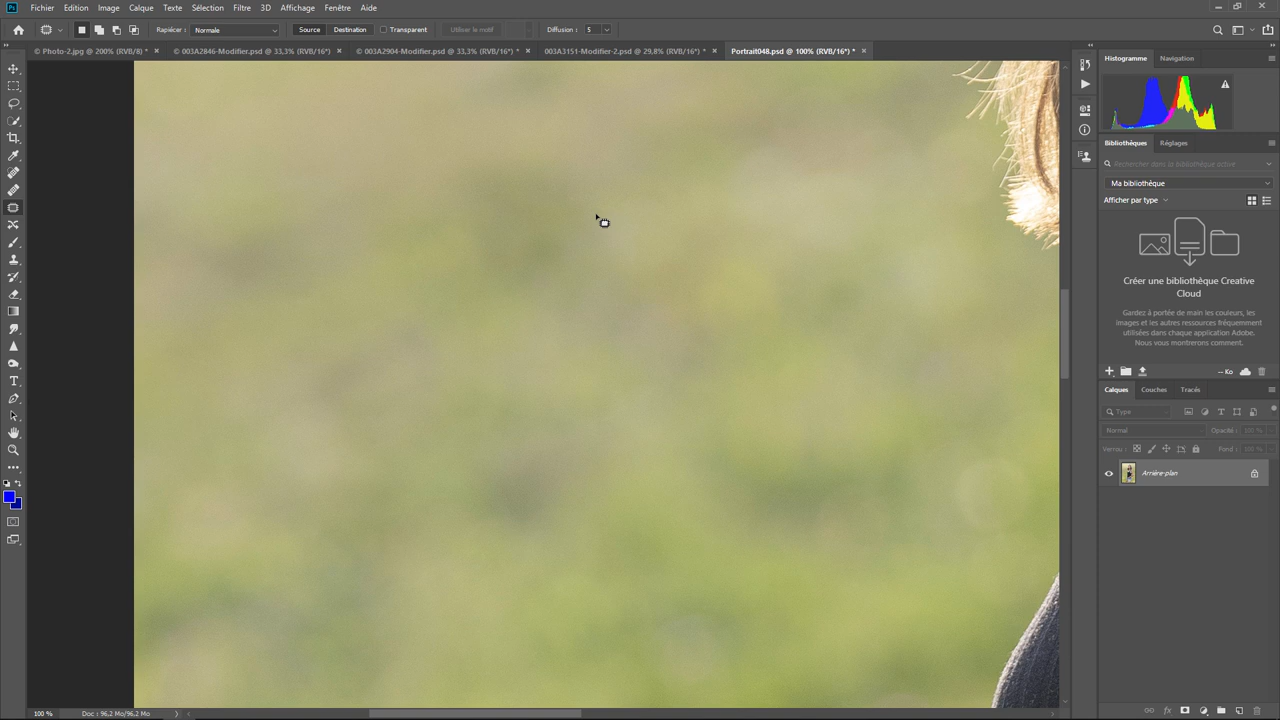 Ps Fichier Edition Image Calque Texte Sélection Filtre 3D Affichage Fenêtre Aide
Rapiécer : Normale Source Destination Transparent Utiliser le motif Diffusion : 5
© Photo-2.jpg @ 200% (RVB/8) * × © 003A2846-Modifier.psd @ 33,3% (RVB/16*) × © 003A2904-Modifier.psd @ 33,3% (RVB/16*) * × 003A3151-Modifier-2.psd @ 29,8% (RVB/16*) * × Portrait048.psd @ 100% (RVB/16*) * ×
Histogramme Navigation
Bibliothèques Réglages
Rechercher dans la bibliothèque active
Ma bibliothèque
Afficher par type
Créer une bibliothèque Creative
Cloud
Gardez à portée de main les couleurs, les
images et les autres ressources fréquemment
utilisées dans chaque application Adobe.
Nous vous montrerons comment.
-- Ko
Calques Couches Tracés
Type
Normal Opacité : 100 %
Verrou : Fond : 100 %
Arrière-plan
100 % Doc : 96,2 Mo/96,2 Mo